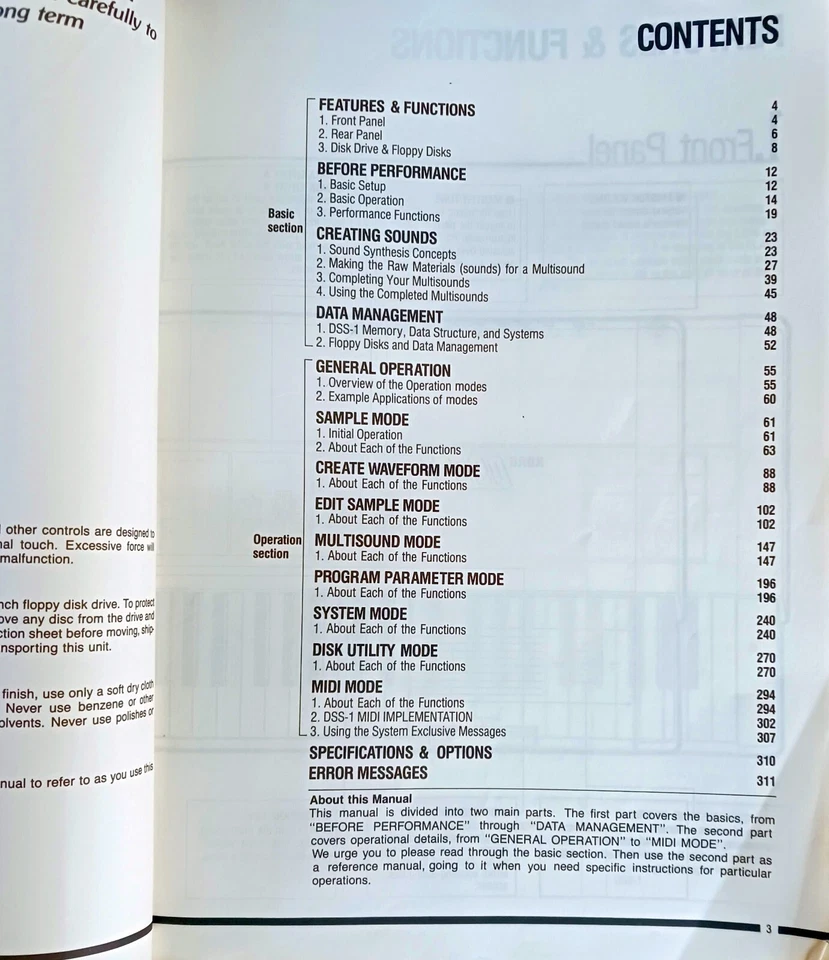 carefully to
ong term
other controls are designed to
nal touch. Excessive force will
malfunction.
nch floppy disk drive. To protect
ove any disc from the drive and
ction sheet before moving, ship-
nsporting this unit.
finish, use only a soft dry cloth
Never use benzene or other
olvents. Never use polishes or
nual to refer to as you use this
CONTENTS
FEATURES & FUNCTIONS 4
1. Front Panel 4
2. Rear Panel 6
3. Disk Drive & Floppy Disks 8
BEFORE PERFORMANCE 12
1. Basic Setup 12
2. Basic Operation 14
3. Performance Functions 19
Basic
section
CREATING SOUNDS 23
1. Sound Synthesis Concepts 23
2. Making the Raw Materials (sounds) for a Multisound 27
3. Completing Your Multisounds 39
4. Using the Completed Multisounds 45
DATA MANAGEMENT 48
1. DSS-1 Memory, Data Structure, and Systems 48
2. Floppy Disks and Data Management 52
GENERAL OPERATION 55
1. Overview of the Operation modes 55
2. Example Applications of modes 60
SAMPLE MODE 61
1. Initial Operation 61
2. About Each of the Functions 63
CREATE WAVEFORM MODE 88
1. About Each of the Functions 88
EDIT SAMPLE MODE 102
1. About Each of the Functions 102
Operation
section
MULTISOUND MODE 147
1. About Each of the Functions 147
PROGRAM PARAMETER MODE 196
1. About Each of the Functions 196
SYSTEM MODE 240
1. About Each of the Functions 240
DISK UTILITY MODE 270
1. About Each of the Functions 270
MIDI MODE 294
1. About Each of the Functions 294
2. DSS-1 MIDI IMPLEMENTATION 302
3. Using the System Exclusive Messages 307
SPECIFICATIONS & OPTIONS 310
ERROR MESSAGES 311
About this Manual
This manual is divided into two main parts. The first part covers the basics, from
"BEFORE PERFORMANCE" through "DATA MANAGEMENT". The second part
covers operational details, from "GENERAL OPERATION" to "MIDI MODE".
We urge you to please read through the basic section. Then use the second part as
a reference manual, going to it when you need specific instructions for particular
operations.
3